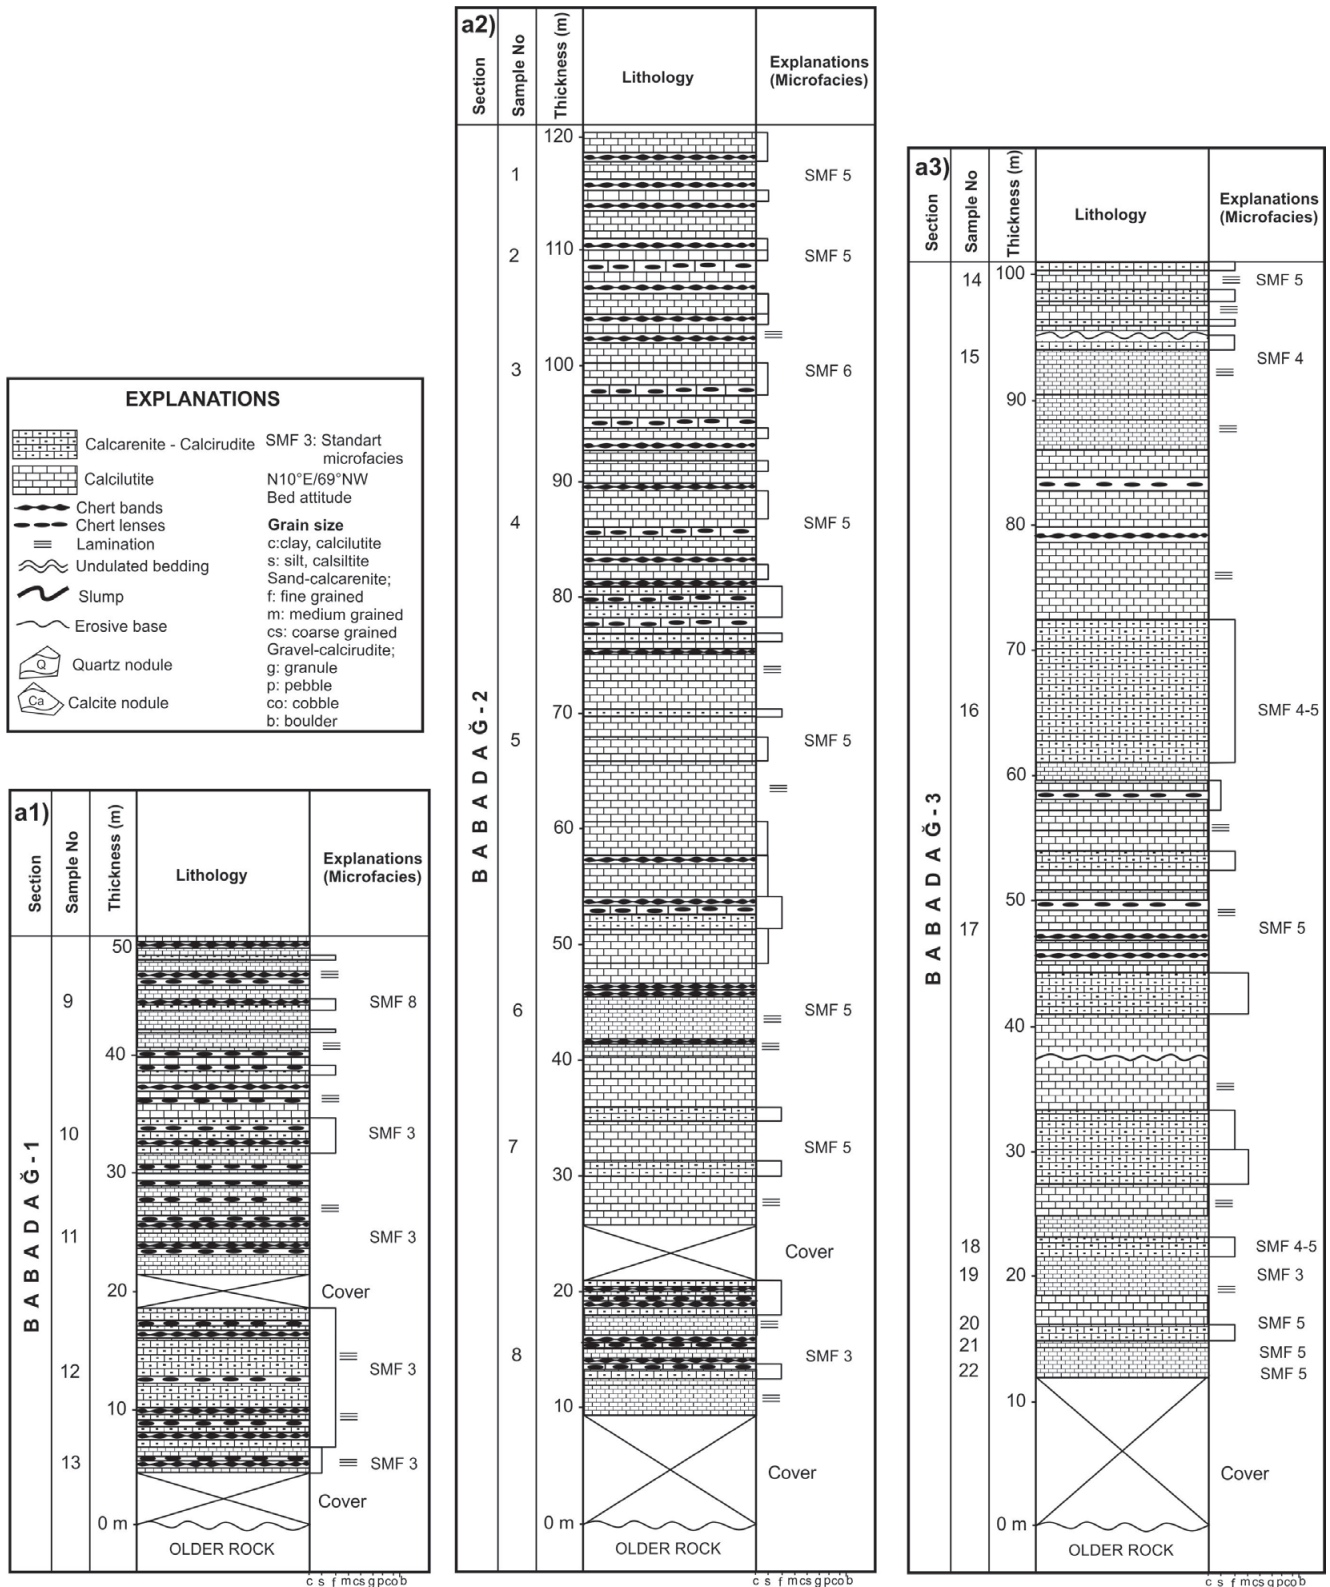 EXPLANATIONS
Calcarenite - Calcirudite
Calcilutite
Chert bands
Chert lenses
Lamination
Undulated bedding
Slump
Erosive base
Q
Quartz nodule
Ca
Calcite nodule
SMF 3: Standart
microfacies
N10°E/69°NW
Bed attitude
Grain size
c:clay, calcilutite
s: silt, calsiltite
Sand-calcarenite;
f: fine grained
m: medium grained
cs: coarse grained
Gravel-calcirudite;
g: granule
p: pebble
co: cobble
b: boulder
a1)
Section
Sample No
Thickness (m)
Lithology
Explanations
(Microfacies)
BABADAĞ-1
50
9 SMF 8
40
10 SMF 3
30
11 SMF 3
20 Cover
12 SMF 3
10
13 SMF 3
Cover
0 m
OLDER ROCK
c s f m cs g p co b
a2)
Section
Sample No
Thickness (m)
Lithology
Explanations
(Microfacies)
BABADAĞ-2
120
1 SMF 5
110
2 SMF 5
100
3 SMF 6
90
4 SMF 5
80
70
5 SMF 5
60
50
6 SMF 5
40
7 SMF 5
30
Cover
20
8 SMF 3
10
Cover
0 m
OLDER ROCK
c s f m cs g p co b
a3)
Section
Sample No
Thickness (m)
Lithology
Explanations
(Microfacies)
BABADAĞ-3
100
14 SMF 5
15 SMF 4
90
80
70
16 SMF 4-5
60
50
17 SMF 5
40
30
18 SMF 4-5
19 20 SMF 3
20 SMF 5
21 SMF 5
22 SMF 5
10
Cover
0 m
OLDER ROCK
c s f m cs g p co b